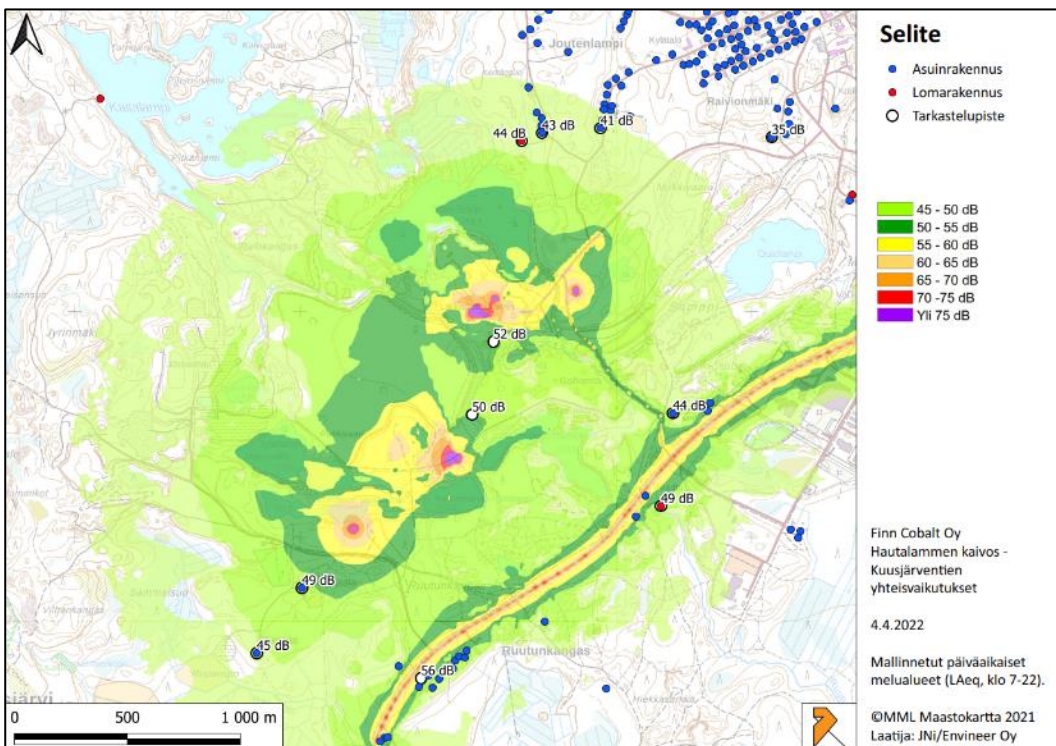 Selite
Asuinrakennus
Lomarakennus
Tarkastelupiste
45 - 50 dB
50 - 55 dB
55 - 60 dB
60 - 65 dB
65 - 70 dB
70 -75 dB
Yli 75 dB
Finn Cobalt Oy
Hautalammen kaivos -
Kuusjärventien
yhteisvaikutukset
4.4.2022
Mallinnetut päiväaikaiset
melualueet (LAeq, klo 7-22).
©MML Maastokartta 2021
Laatija: JNi/Envineer Oy
Joutenlampi
Kylätalo
Raivionmäki
44 dB
43 dB
41 dB
35 dB
52 dB
50 dB
44 dB
49 dB
49 dB
45 dB
56 dB
Jyrinmäki
Ruutunkangas
0 500 1 000 m